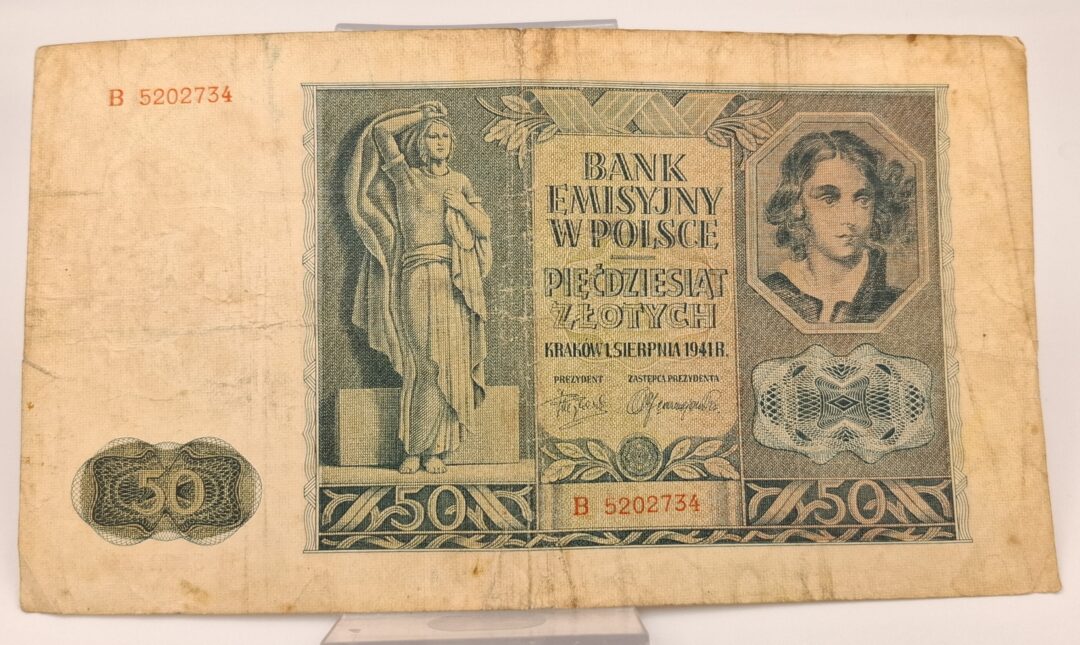 B 5202734
BANK
EMISYJNY
W POLSCE
PIĘĆDZIESIĄT
ZŁOTYCH
KRAKÓW 1. SIERPNIA 1941 R.
PREZYDENT ZASTĘPCA PREZYDENTA
50
50
B 5202734
50